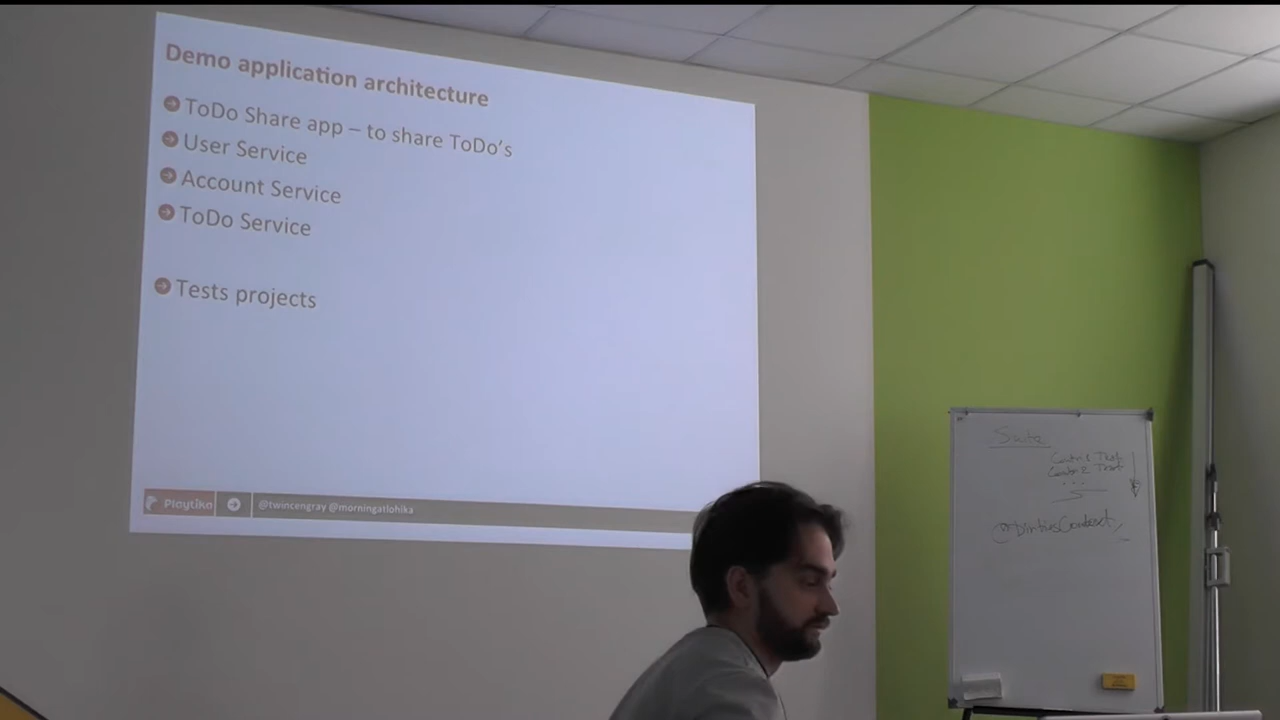 Demo application architecture
ToDo Share app – to share ToDo's
User Service
Account Service
ToDo Service
Tests projects
Playtika
@twincengray @morningatlohika
Suite